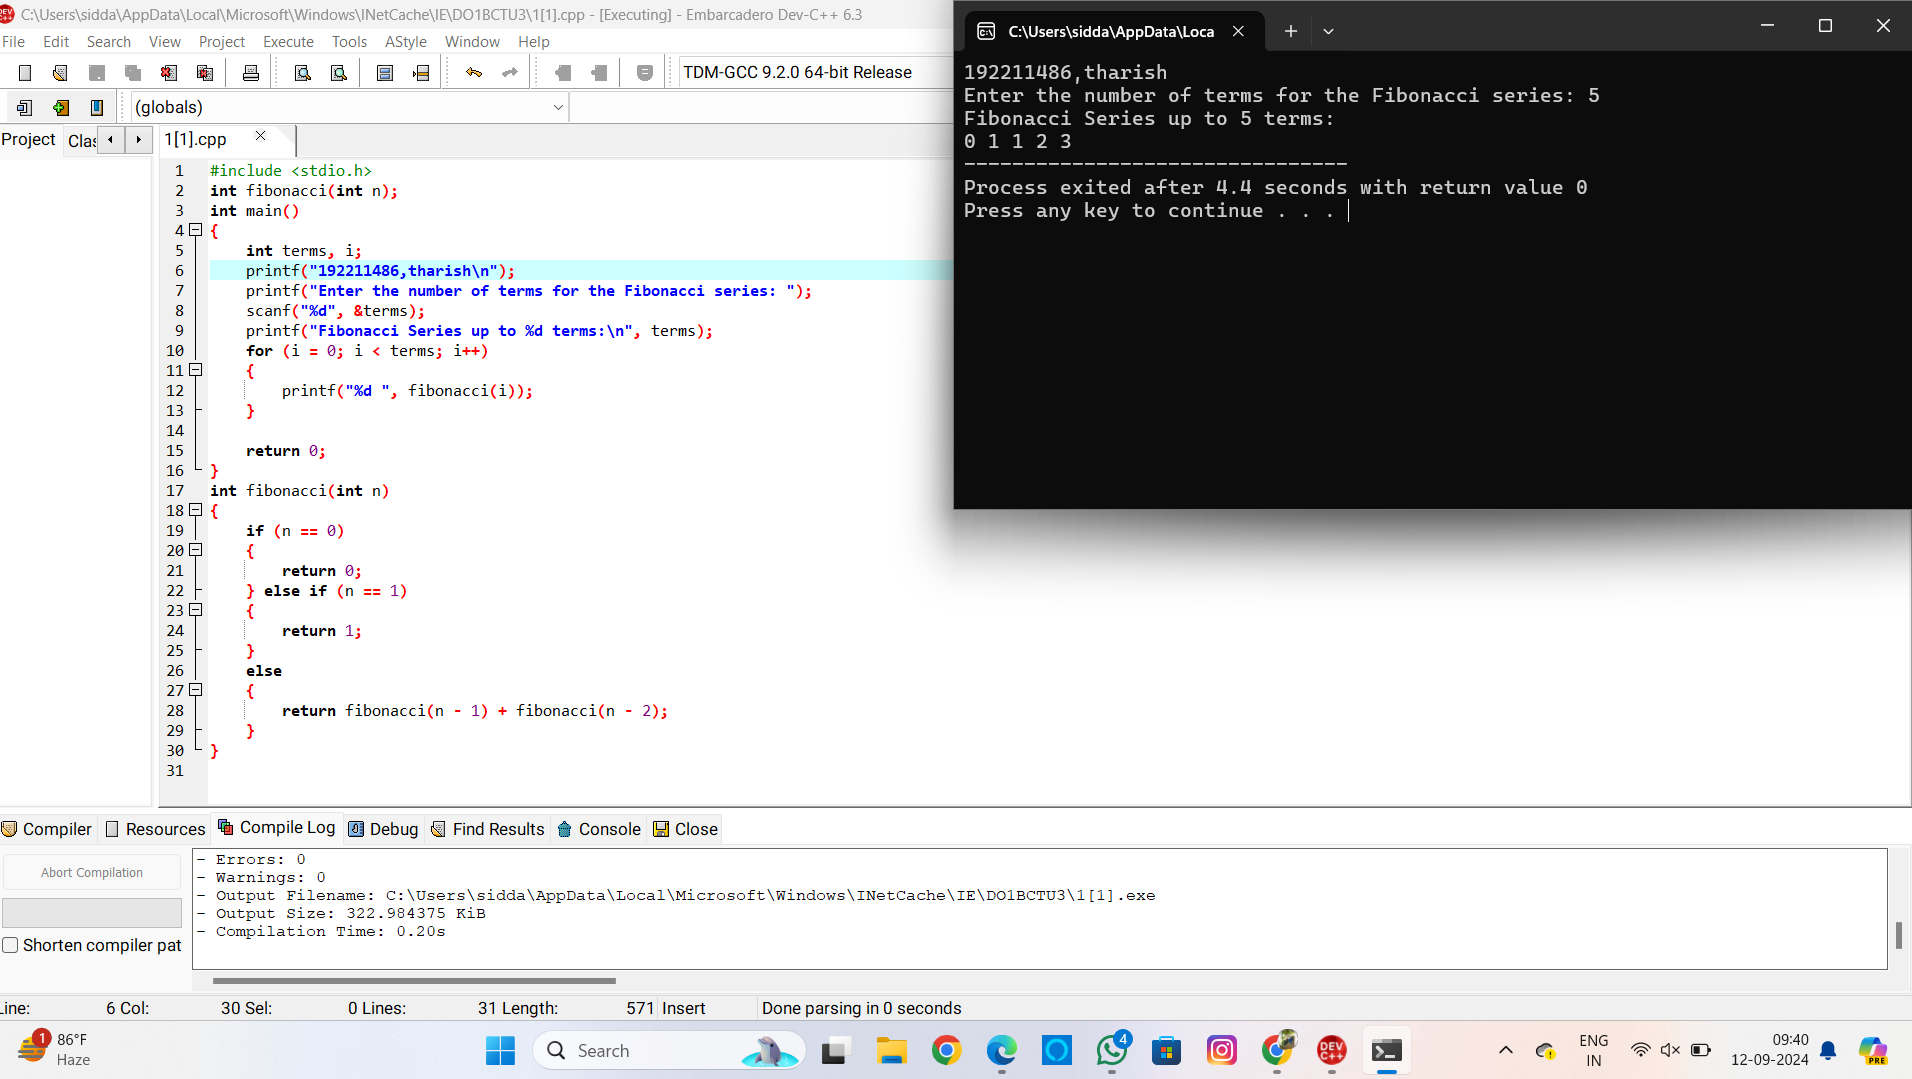 C:\Users\sidda\AppData\Local\Microsoft\Windows\INetCache\IE\DO1BCTU3\1[1].cpp - [Executing] - Embarcadero Dev-C++ 6.3
File Edit Search View Project Execute Tools AStyle Window Help
TDM-GCC 9.2.0 64-bit Release
(globals)
Project Clas
1[1].cpp
1 #include <stdio.h>
2 int fibonacci(int n);
3 int main()
4 {
5 int terms, i;
6 printf("192211486,tharish\n");
7 printf("Enter the number of terms for the Fibonacci series: ");
8 scanf("%d", &terms);
9 printf("Fibonacci Series up to %d terms:\n", terms);
10 for (i = 0; i < terms; i++)
11 {
12 printf("%d ", fibonacci(i));
13 }
14
15 return 0;
16 }
17 int fibonacci(int n)
18 {
19 if (n == 0)
20 {
21 return 0;
22 } else if (n == 1)
23 {
24 return 1;
25 }
26 else
27 {
28 return fibonacci(n - 1) + fibonacci(n - 2);
29 }
30 }
31
C:\Users\sidda\AppData\Loca
192211486,tharish
Enter the number of terms for the Fibonacci series: 5
Fibonacci Series up to 5 terms:
0 1 1 2 3
--------------------------------
Process exited after 4.4 seconds with return value 0
Press any key to continue . . .
Compiler Resources Compile Log Debug Find Results Console Close
Abort Compilation
Shorten compiler pat
- Errors: 0
- Warnings: 0
- Output Filename: C:\Users\sidda\AppData\Local\Microsoft\Windows\INetCache\IE\DO1BCTU3\1[1].exe
- Output Size: 322.984375 KiB
- Compilation Time: 0.20s
Line: 6 Col: 30 Sel: 0 Lines: 31 Length: 571 Insert Done parsing in 0 seconds
1
86°F
Haze
Search
4
DEV
C++
ENG
IN
09:40
12-09-2024
PRE